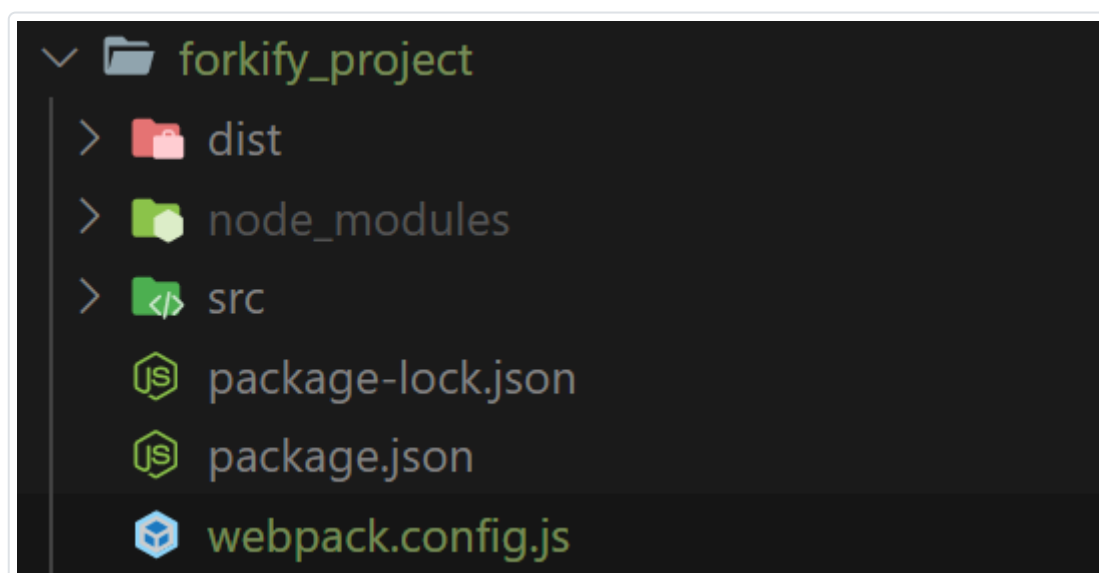 forkify_project
dist
node_modules
src
package-lock.json
package.json
webpack.config.js